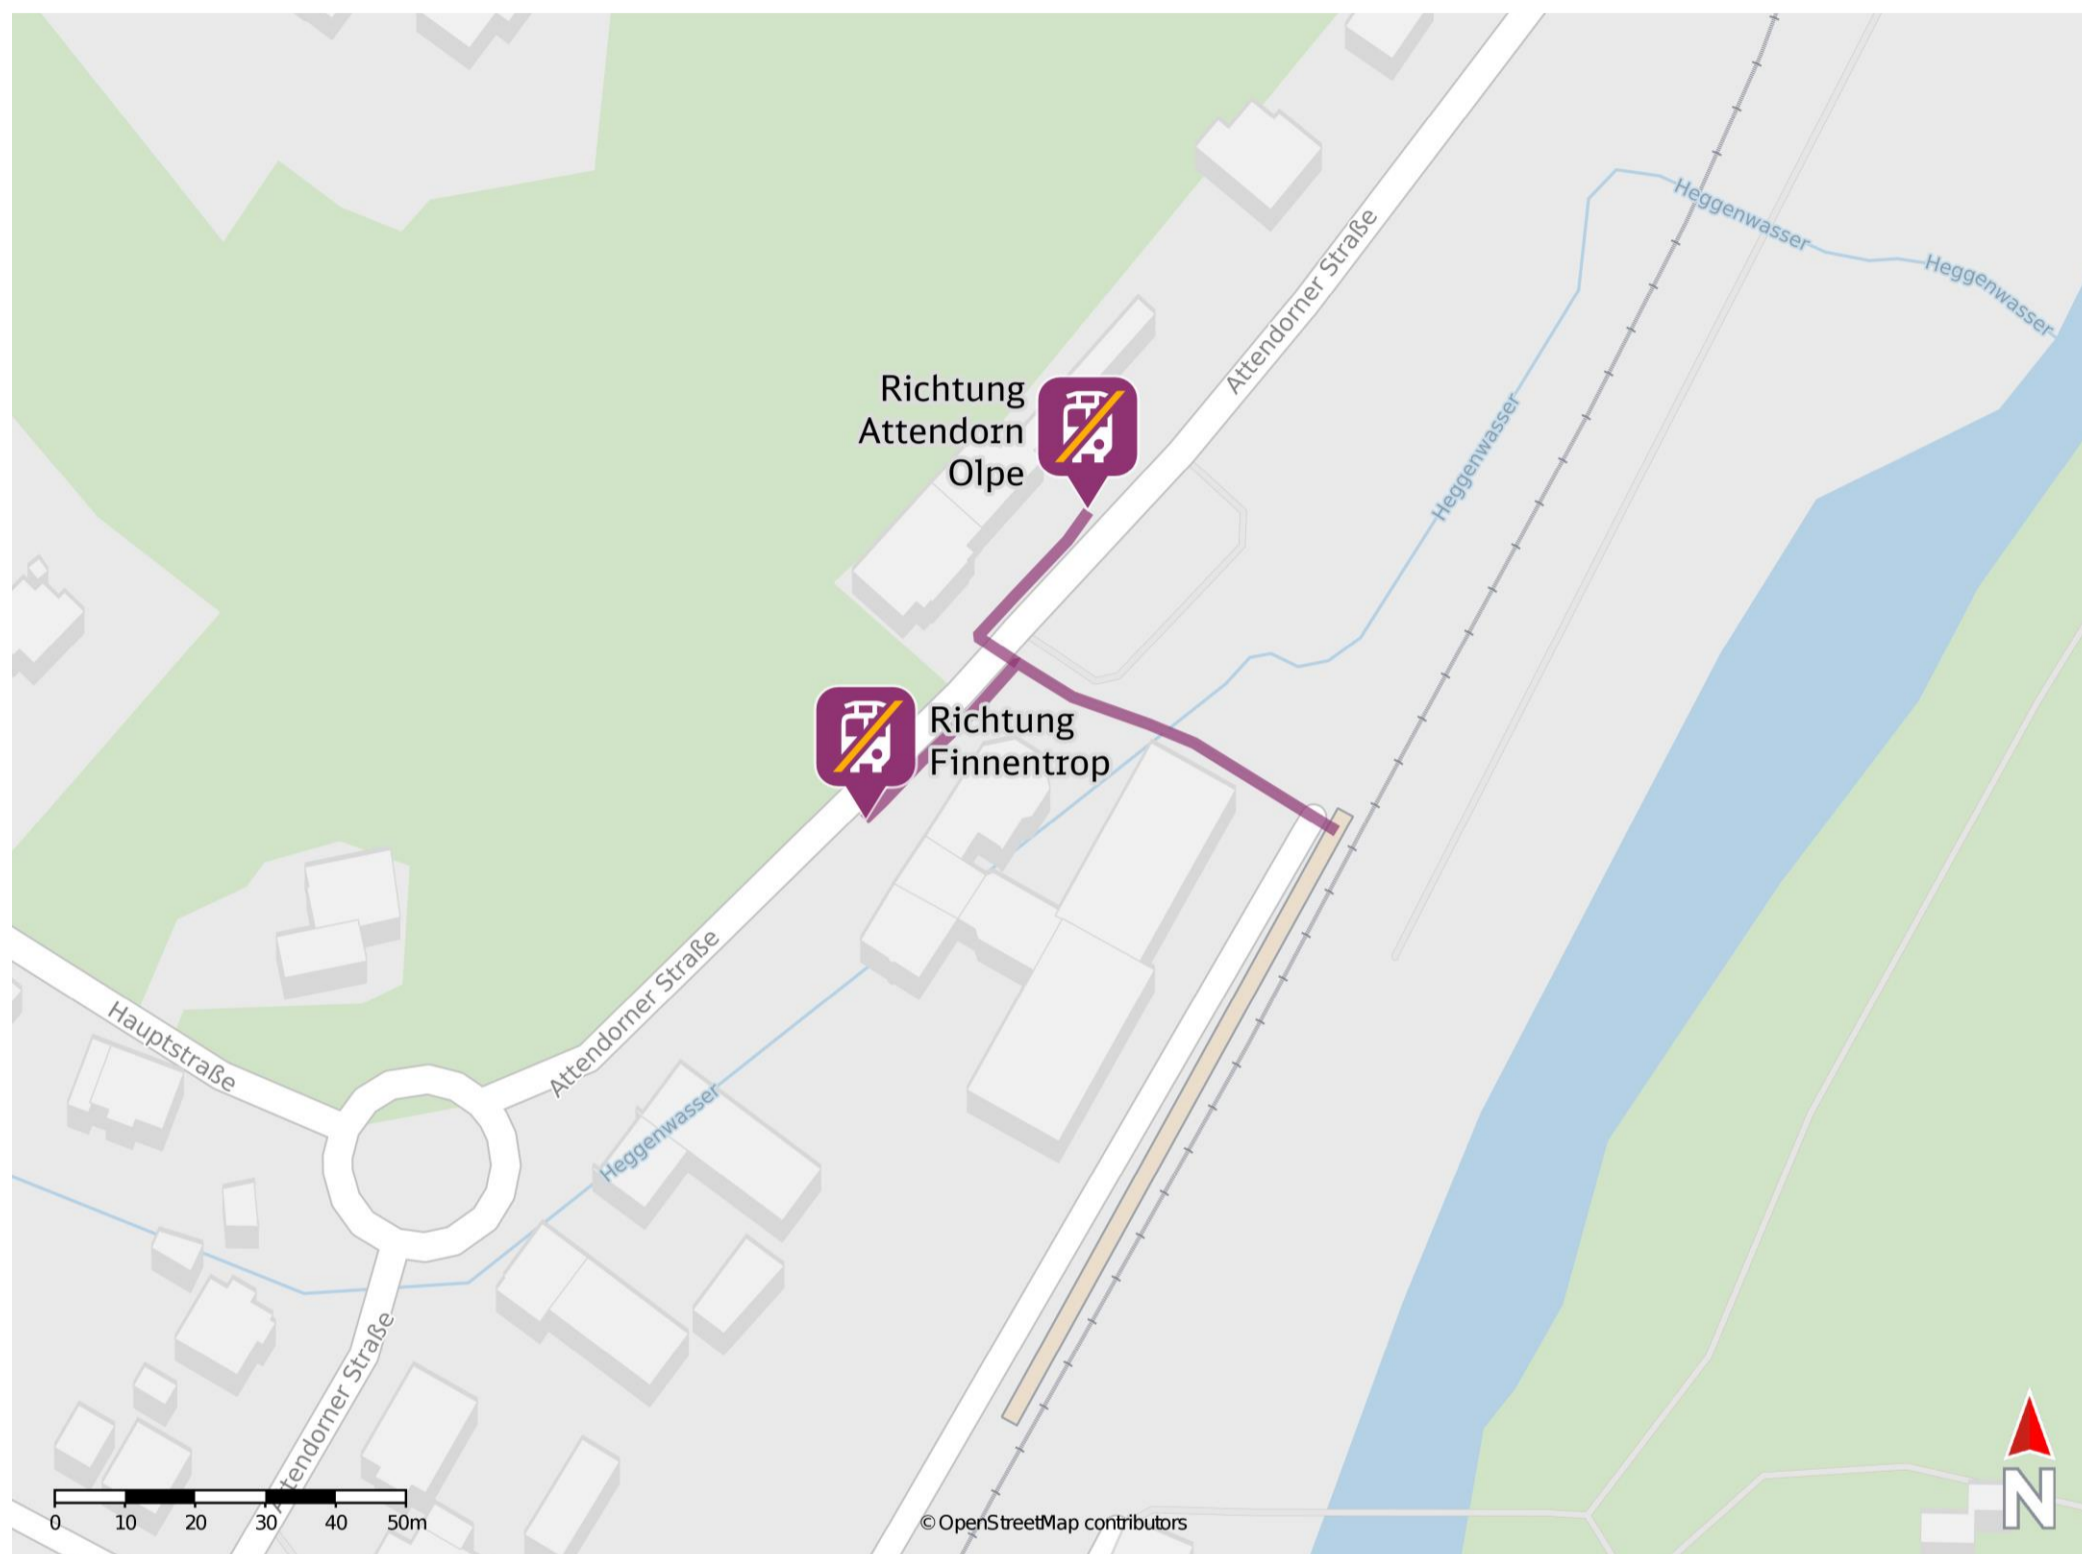 Heggenwasser
Heggenwasser
Attendorner Straße
Richtung
Attendorn
Olpe
Heggenwasser
Richtung
Finnentrop
Attendorner Straße
Hauptstraße
Heggenwasser
Attendorner Straße
0 10 20 30 40 50m
© OpenStreetMap contributors
N